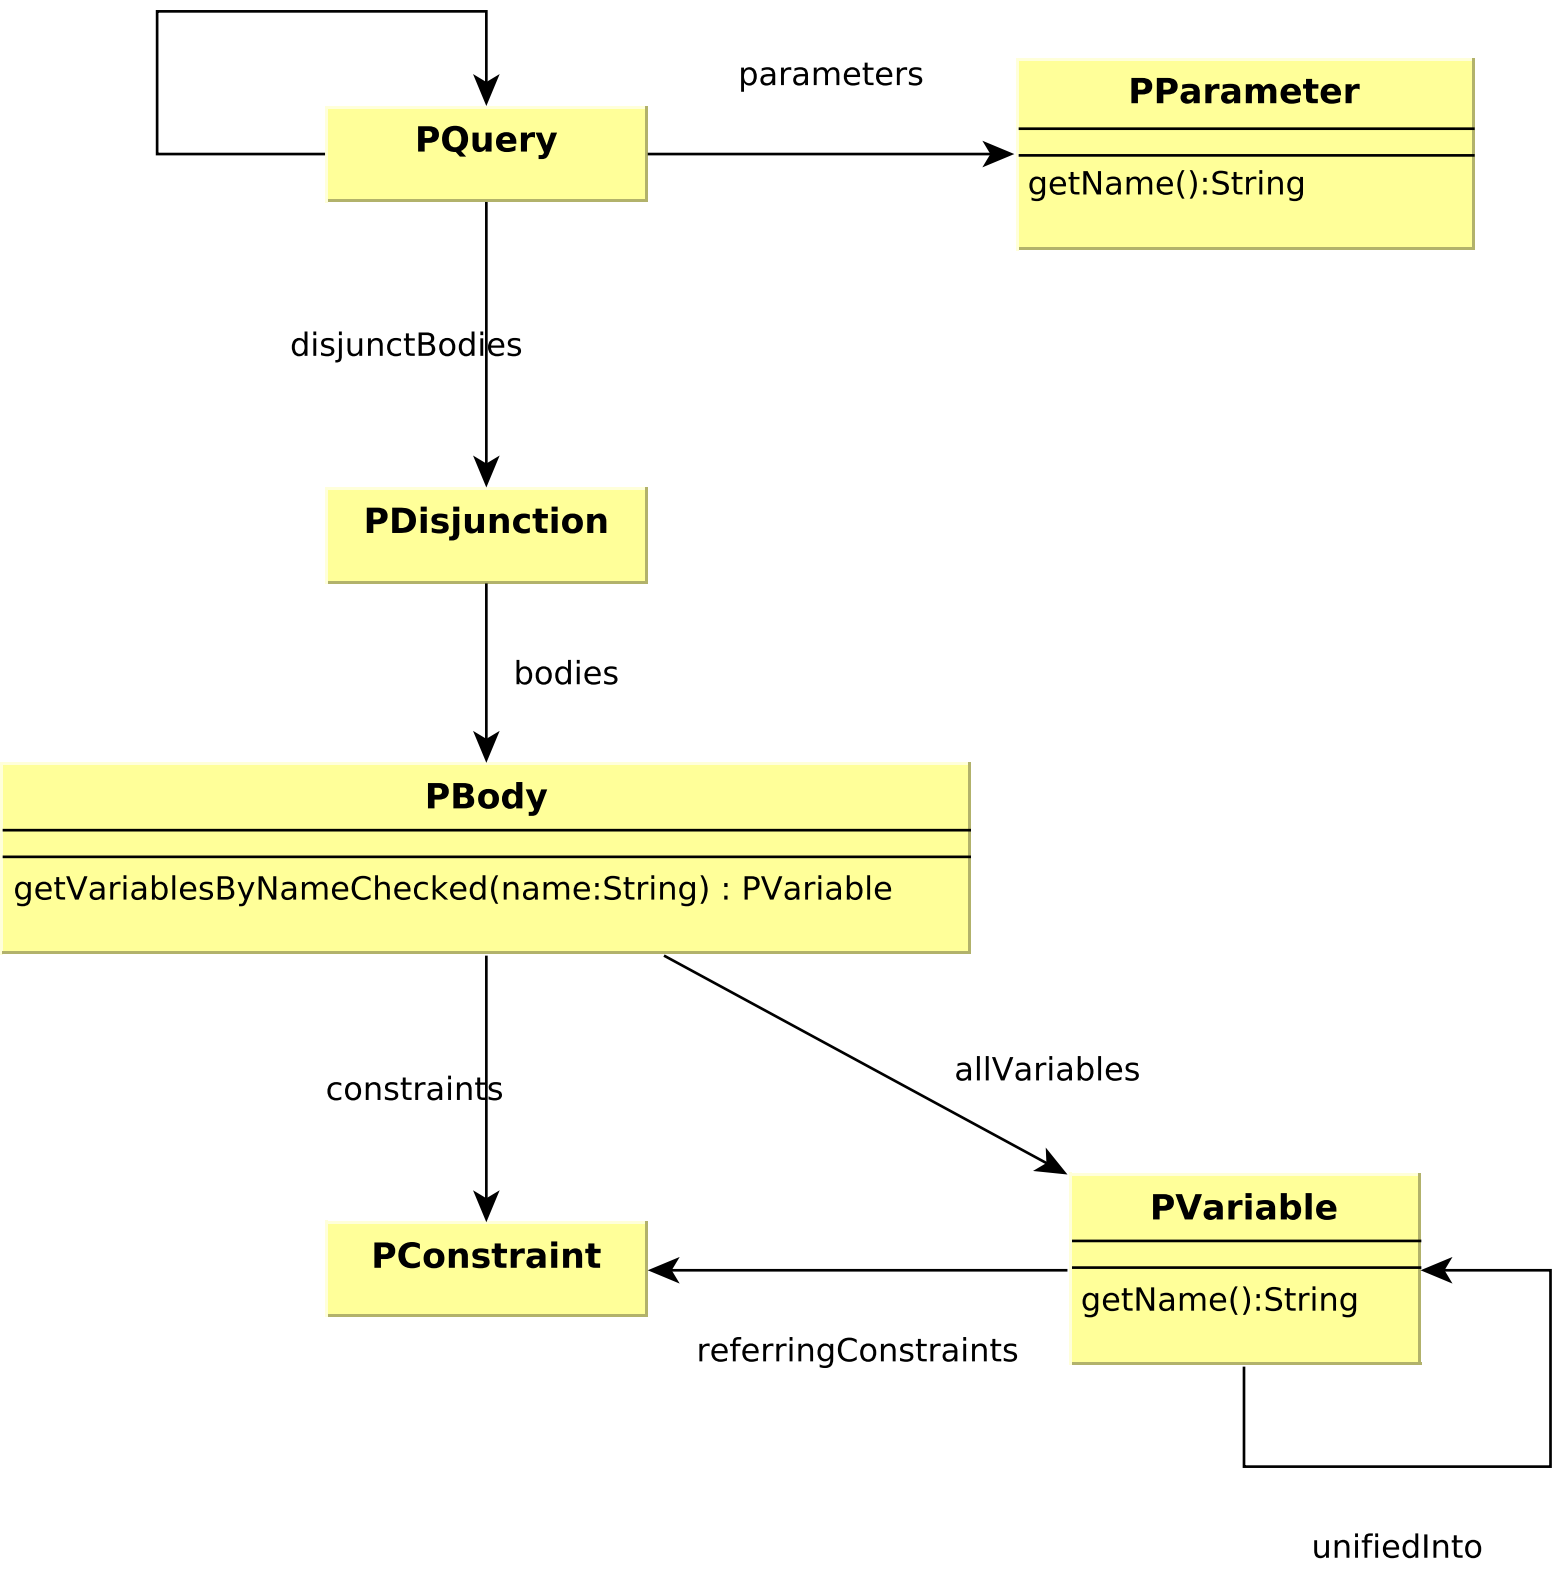 parameters
PParameter
PQuery
getName():String
disjunctBodies
PDisjunction
bodies
PBody
getVariablesByNameChecked(name:String) : PVariable
allVariables
constraints
PVariable
PConstraint
getName():String
referringConstraints
unifiedInto